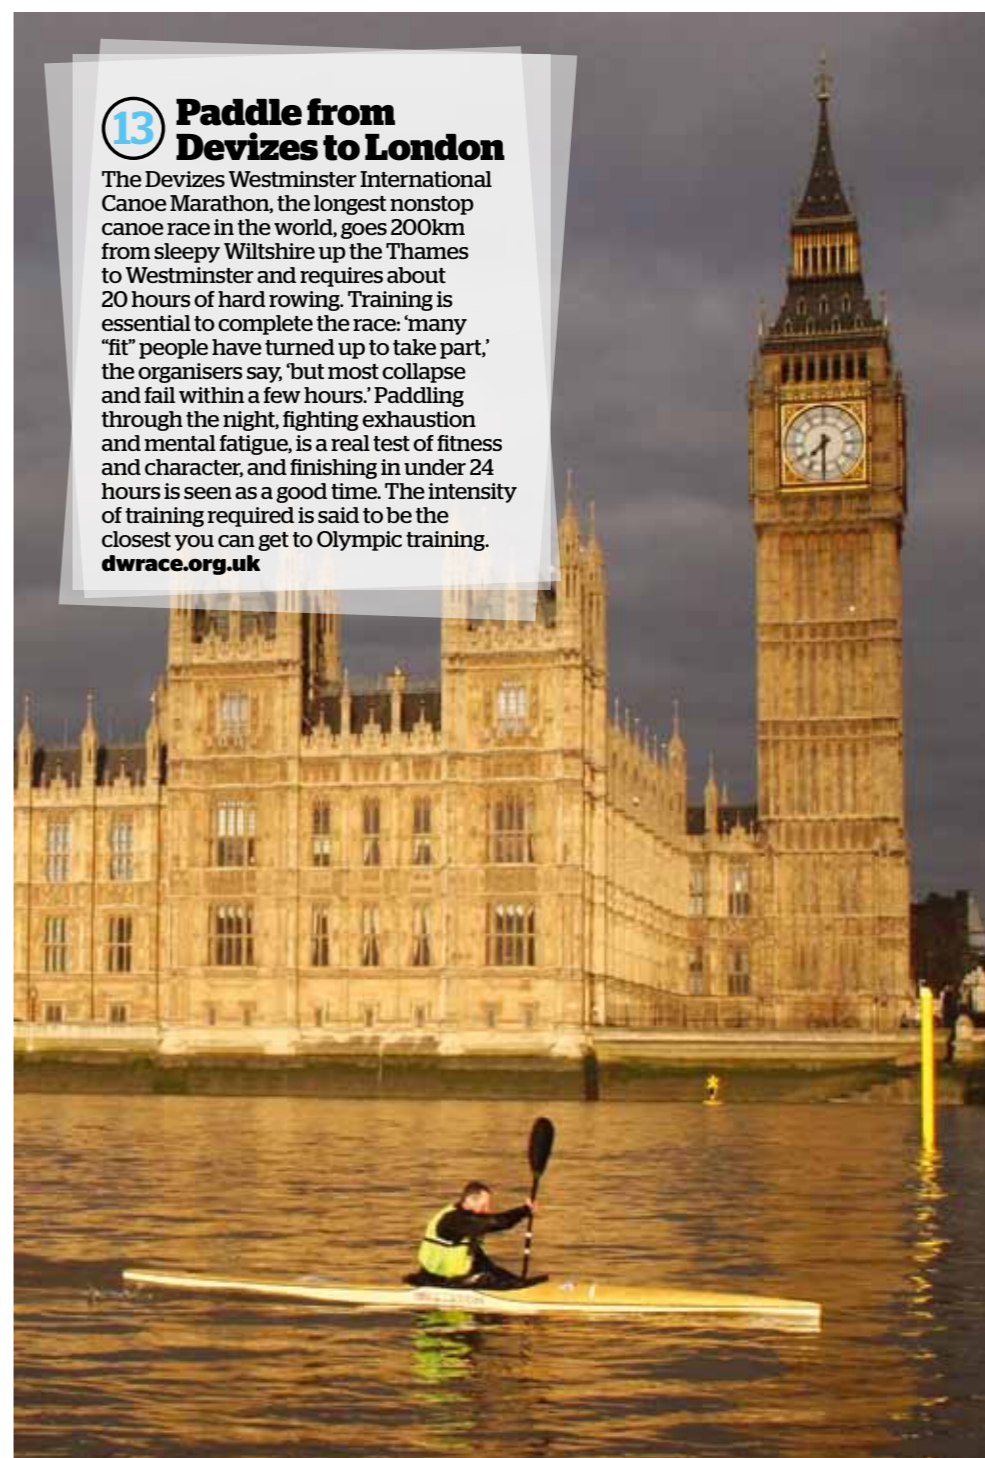 13 Paddle from
Devizes to London
The Devizes Westminster International
Canoe Marathon, the longest nonstop
canoe race in the world, goes 200km
from sleepy Wiltshire up the Thames
to Westminster and requires about
20 hours of hard rowing. Training is
essential to complete the race: ‘many
“fit” people have turned up to take part,’
the organisers say, ‘but most collapse
and fail within a few hours.’ Paddling
through the night, fighting exhaustion
and mental fatigue, is a real test of fitness
and character, and finishing in under 24
hours is seen as a good time. The intensity
of training required is said to be the
closest you can get to Olympic training.
dwrace.org.uk